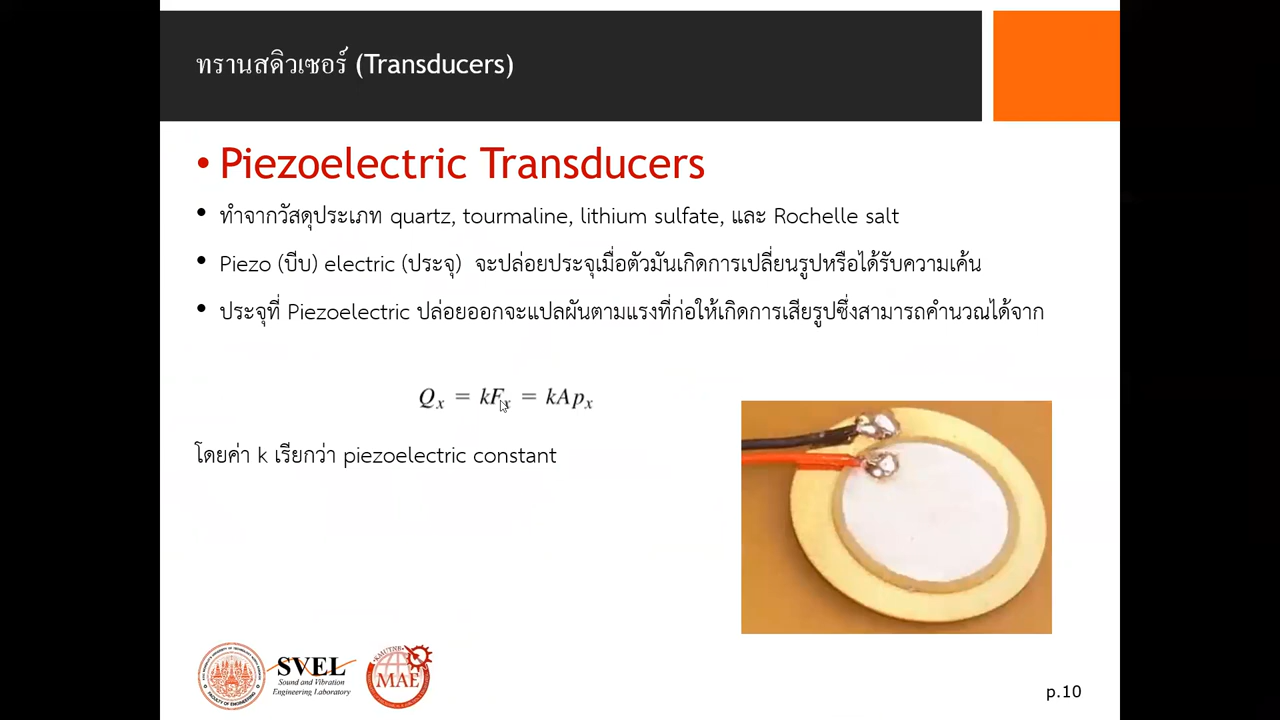 ทรานสดิวเซอร์ (Transducers)
• Piezoelectric Transducers
• ทำจากวัสดุประเภท quartz, tourmaline, lithium sulfate, และ Rochelle salt
• Piezo (บีบ) electric (ประจุ) จะปล่อยประจุเมื่อตัวมันเกิดการเปลี่ยนรูปหรือได้รับความเค้น
• ประจุที่ Piezoelectric ปล่อยออกจะแปลผันตามแรงที่ก่อให้เกิดการเสียรูปซึ่งสามารถคำนวณได้จาก
Qx = kFx = kApx
โดยค่า k เรียกว่า piezoelectric constant
SVEL
Sound and Vibration
Engineering Laboratory
KMUTNB
MAE
p.10